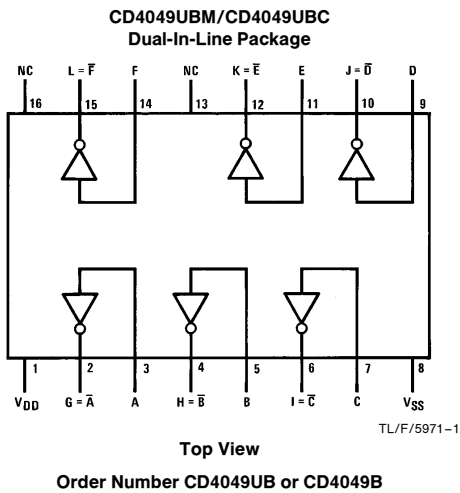 CD4049UBM/CD4049UBC
Dual-In-Line Package
NC L = F̅ F NC K = E̅ E J = D̅ D
16 15 14 13 12 11 10 9
1 2 3 4 5 6 7 8
VDD G = A̅ A H = B̅ B I = C̅ C VSS
TL/F/5971–1
Top View
Order Number CD4049UB or CD4049B